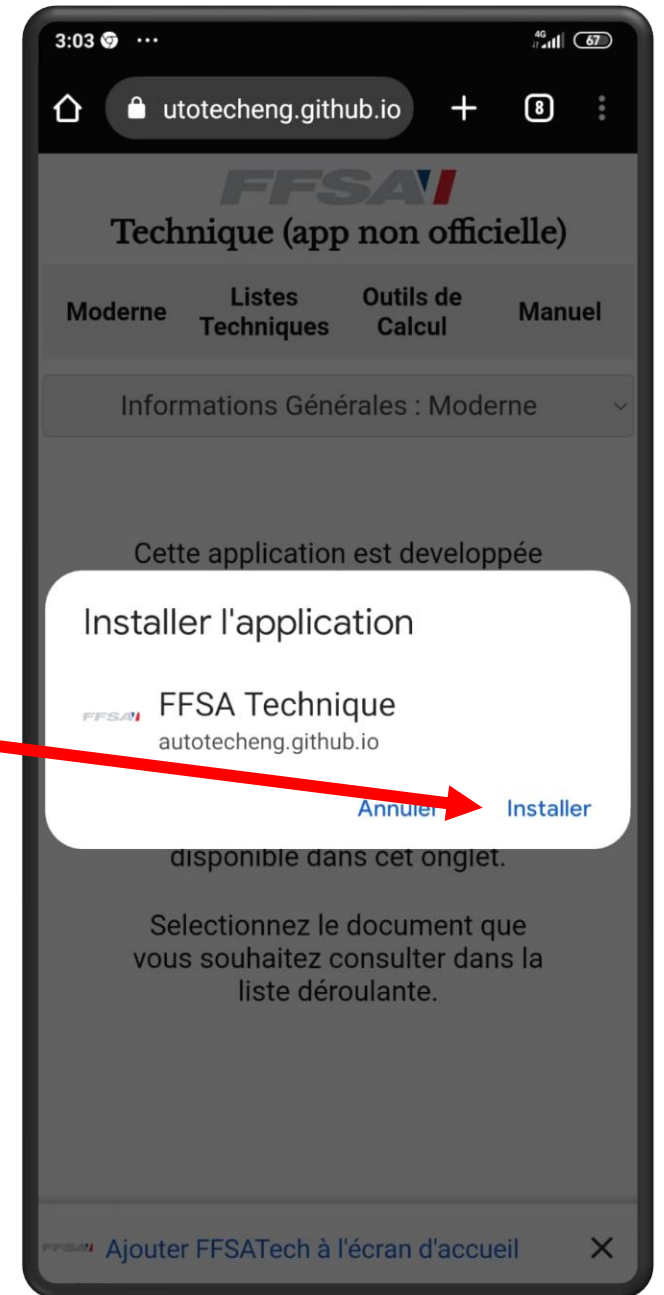 3:03
4G
67
utotecheng.github.io
8
FFSA
Technique (app non officielle)
Moderne
Listes
Techniques
Outils de
Calcul
Manuel
Informations Générales : Moderne
Cette application est developpée
Installer l'application
FFSA
FFSA Technique
autotecheng.github.io
Annuler
Installer
disponible dans cet onglet.
Selectionnez le document que
vous souhaitez consulter dans la
liste déroulante.
FFSA
Ajouter FFSATech à l'écran d'accueil